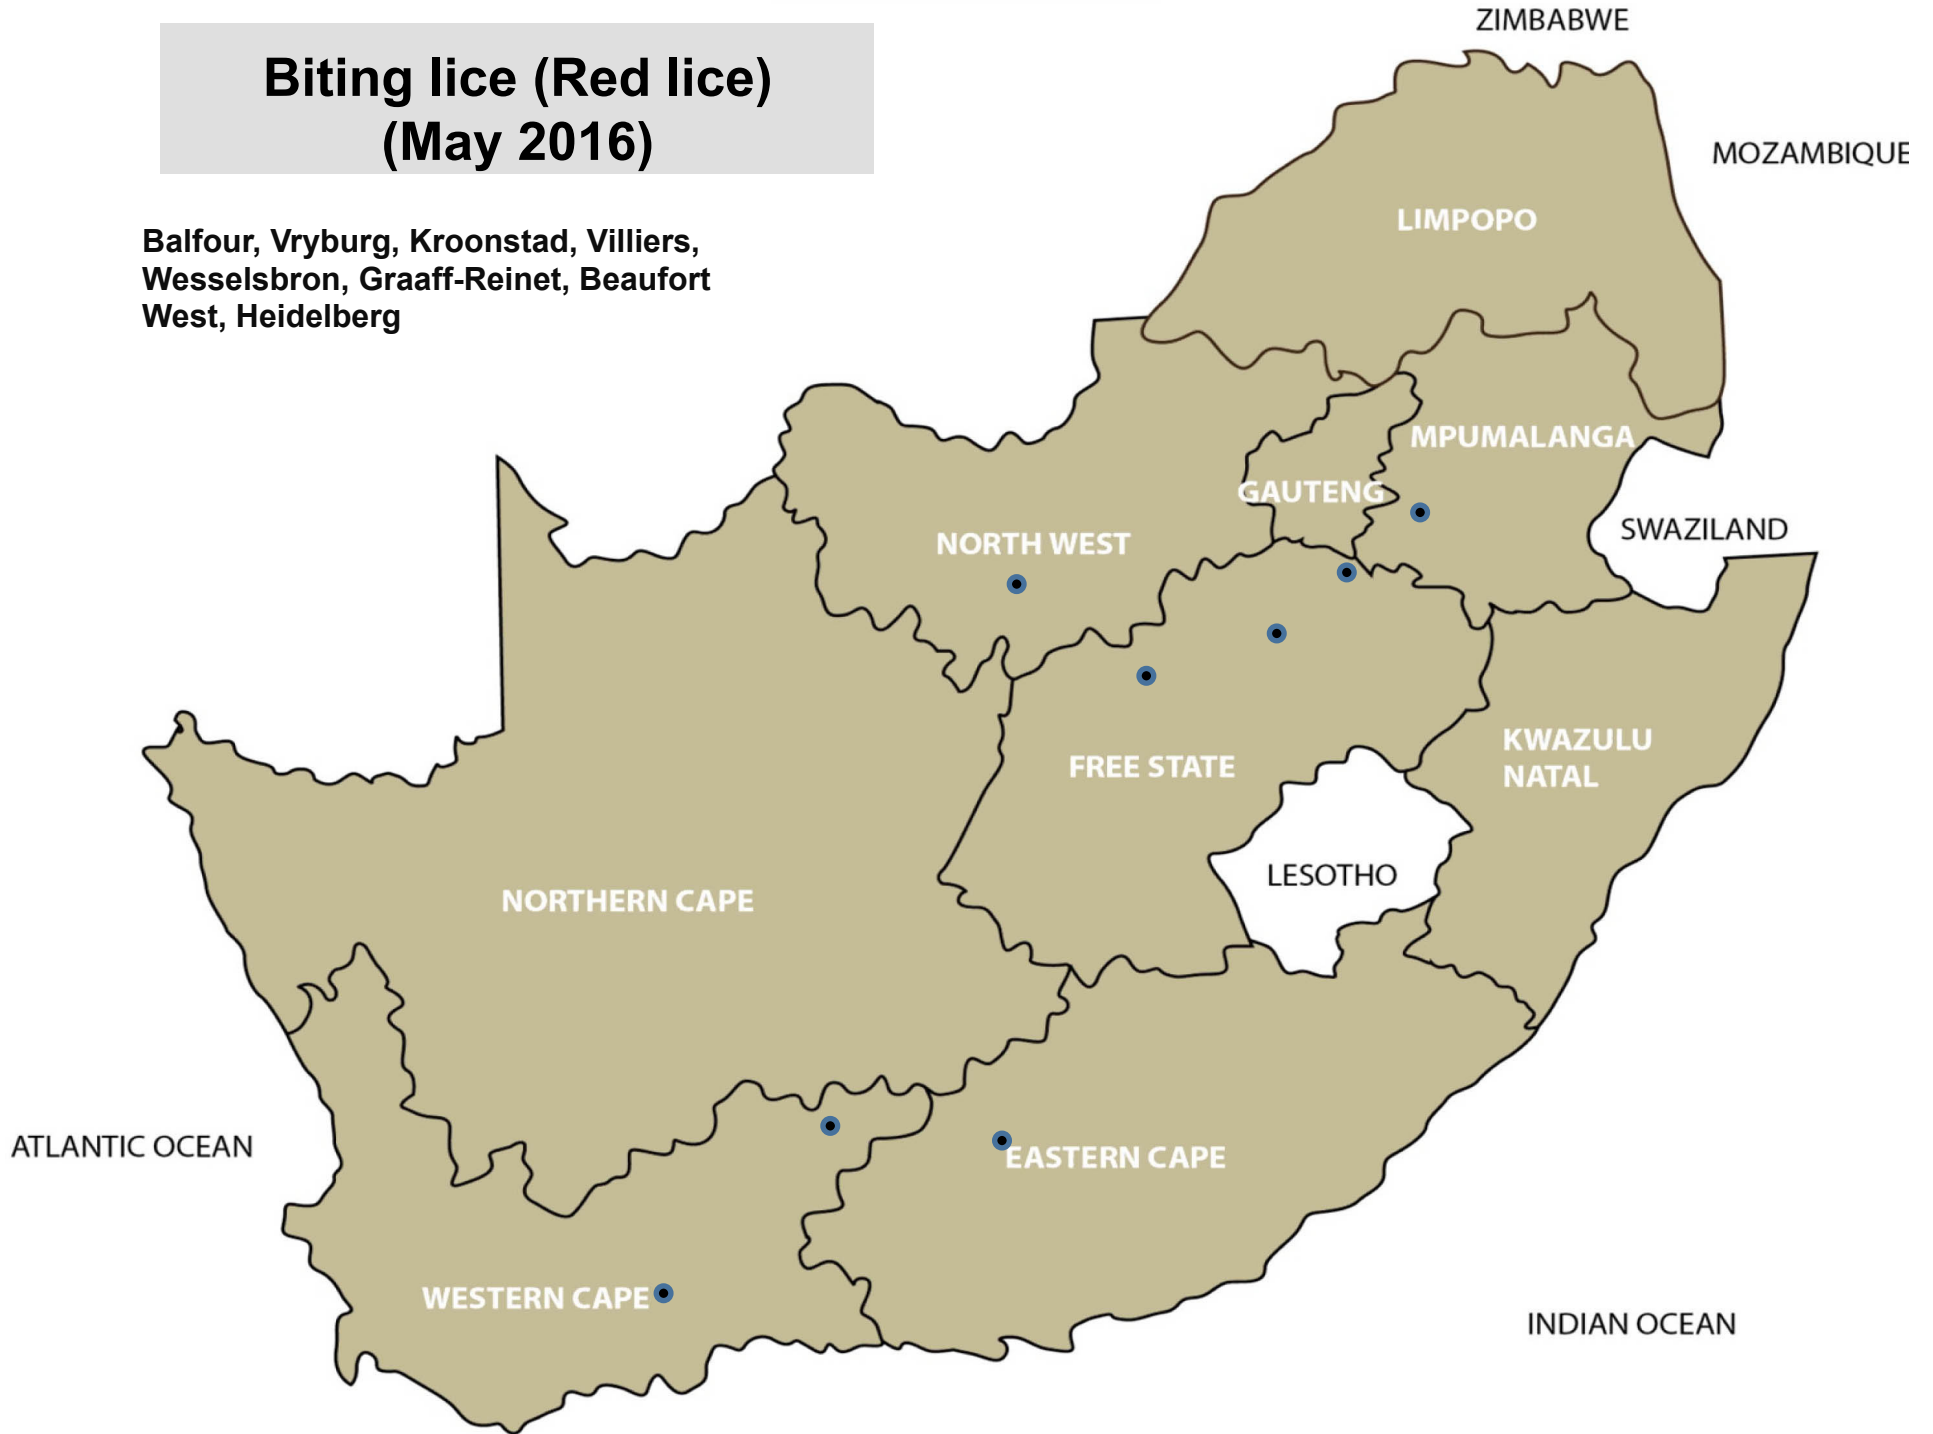 Biting lice (Red lice)
(May 2016)
Balfour, Vryburg, Kroonstad, Villiers,
Wesselsbron, Graaff-Reinet, Beaufort
West, Heidelberg
ZIMBABWE
MOZAMBIQUE
LIMPOPO
MPUMALANGA
GAUTENG
SWAZILAND
NORTH WEST
KWAZULU
NATAL
FREE STATE
LESOTHO
NORTHERN CAPE
ATLANTIC OCEAN
EASTERN CAPE
WESTERN CAPE
INDIAN OCEAN